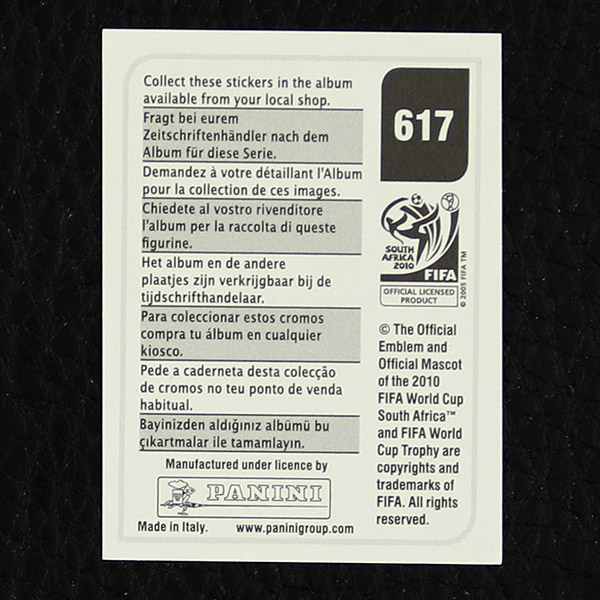 Collect these stickers in the album
available from your local shop.
Fragt bei eurem
Zeitschriftenhändler nach dem
Album für diese Serie.
Demandez à votre détaillant l'Album
pour la collection de ces images.
Chiedete al vostro rivenditore
l'album per la raccolta di queste
figurine.
Het album en de andere
plaatjes zijn verkrijgbaar bij de
tijdschrifthandelaar.
Para coleccionar estos cromos
compra tu álbum en cualquier
kiosco.
Pede a caderneta desta colecção
de cromos no teu ponto de venda
habitual.
Bayinizden aldığınız albümü bu
çıkartmalar ile tamamlayın.
Manufactured under licence by
PANINI
Made in Italy. www.paninigroup.com
617
SOUTH
AFRICA
2010
FIFA
OFFICIAL LICENSED
PRODUCT
© 2005 FIFA TM
© The Official
Emblem and
Official Mascot
of the 2010
FIFA World Cup
South Africa™
and FIFA World
Cup Trophy are
copyrights and
trademarks of
FIFA. All rights
reserved.